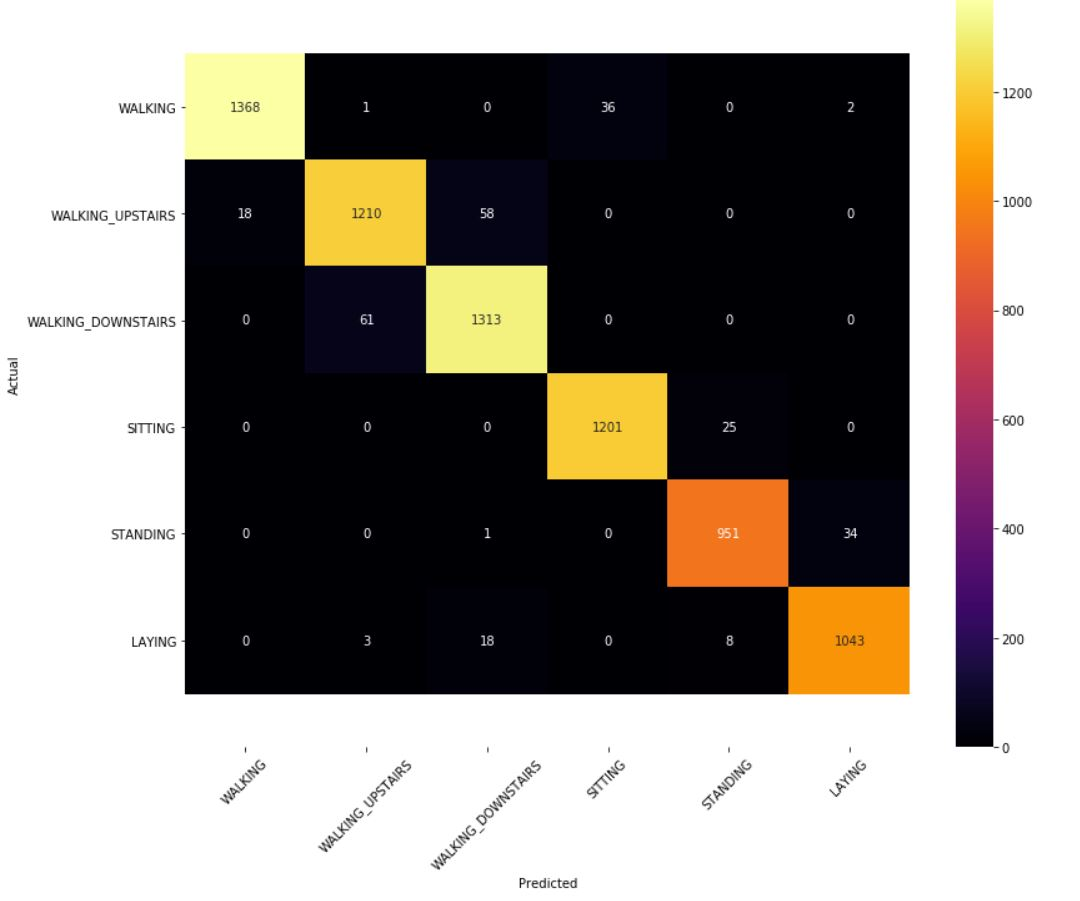 1200
WALKING 1368 1 0 36 0 2
1000
WALKING_UPSTAIRS 18 1210 58 0 0 0
800
WALKING_DOWNSTAIRS 0 61 1313 0 0 0
Actual
600
SITTING 0 0 0 1201 25 0
400
STANDING 0 0 1 0 951 34
200
LAYING 0 3 18 0 8 1043
0
WALKING WALKING_UPSTAIRS WALKING_DOWNSTAIRS SITTING STANDING LAYING
Predicted